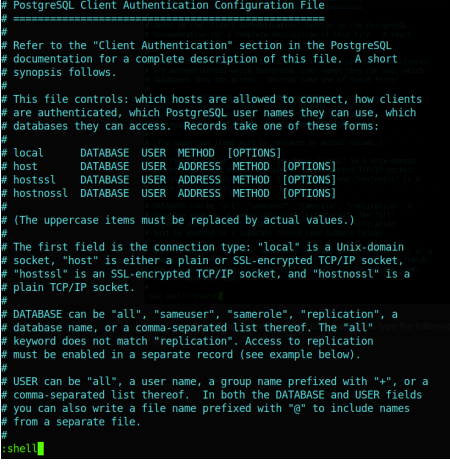 # PostgreSQL Client Authentication Configuration File
# ===================================================
#
# Refer to the "Client Authentication" section in the PostgreSQL
# documentation for a complete description of this file.  A short
# synopsis follows.
#
# This file controls: which hosts are allowed to connect, how clients
# are authenticated, which PostgreSQL user names they can use, which
# databases they can access.  Records take one of these forms:
#
# local      DATABASE  USER  METHOD  [OPTIONS]
# host       DATABASE  USER  ADDRESS  METHOD  [OPTIONS]
# hostssl    DATABASE  USER  ADDRESS  METHOD  [OPTIONS]
# hostnossl  DATABASE  USER  ADDRESS  METHOD  [OPTIONS]
#
# (The uppercase items must be replaced by actual values.)
#
# The first field is the connection type: "local" is a Unix-domain
# socket, "host" is either a plain or SSL-encrypted TCP/IP socket,
# "hostssl" is an SSL-encrypted TCP/IP socket, and "hostnossl" is a
# plain TCP/IP socket.
#
# DATABASE can be "all", "sameuser", "samerole", "replication", a
# database name, or a comma-separated list thereof. The "all"
# keyword does not match "replication". Access to replication
# must be enabled in a separate record (see example below).
#
# USER can be "all", a user name, a group name prefixed with "+", or a
# comma-separated list thereof.  In both the DATABASE and USER fields
# you can also write a file name prefixed with "@" to include names
# from a separate file.
#
:shell